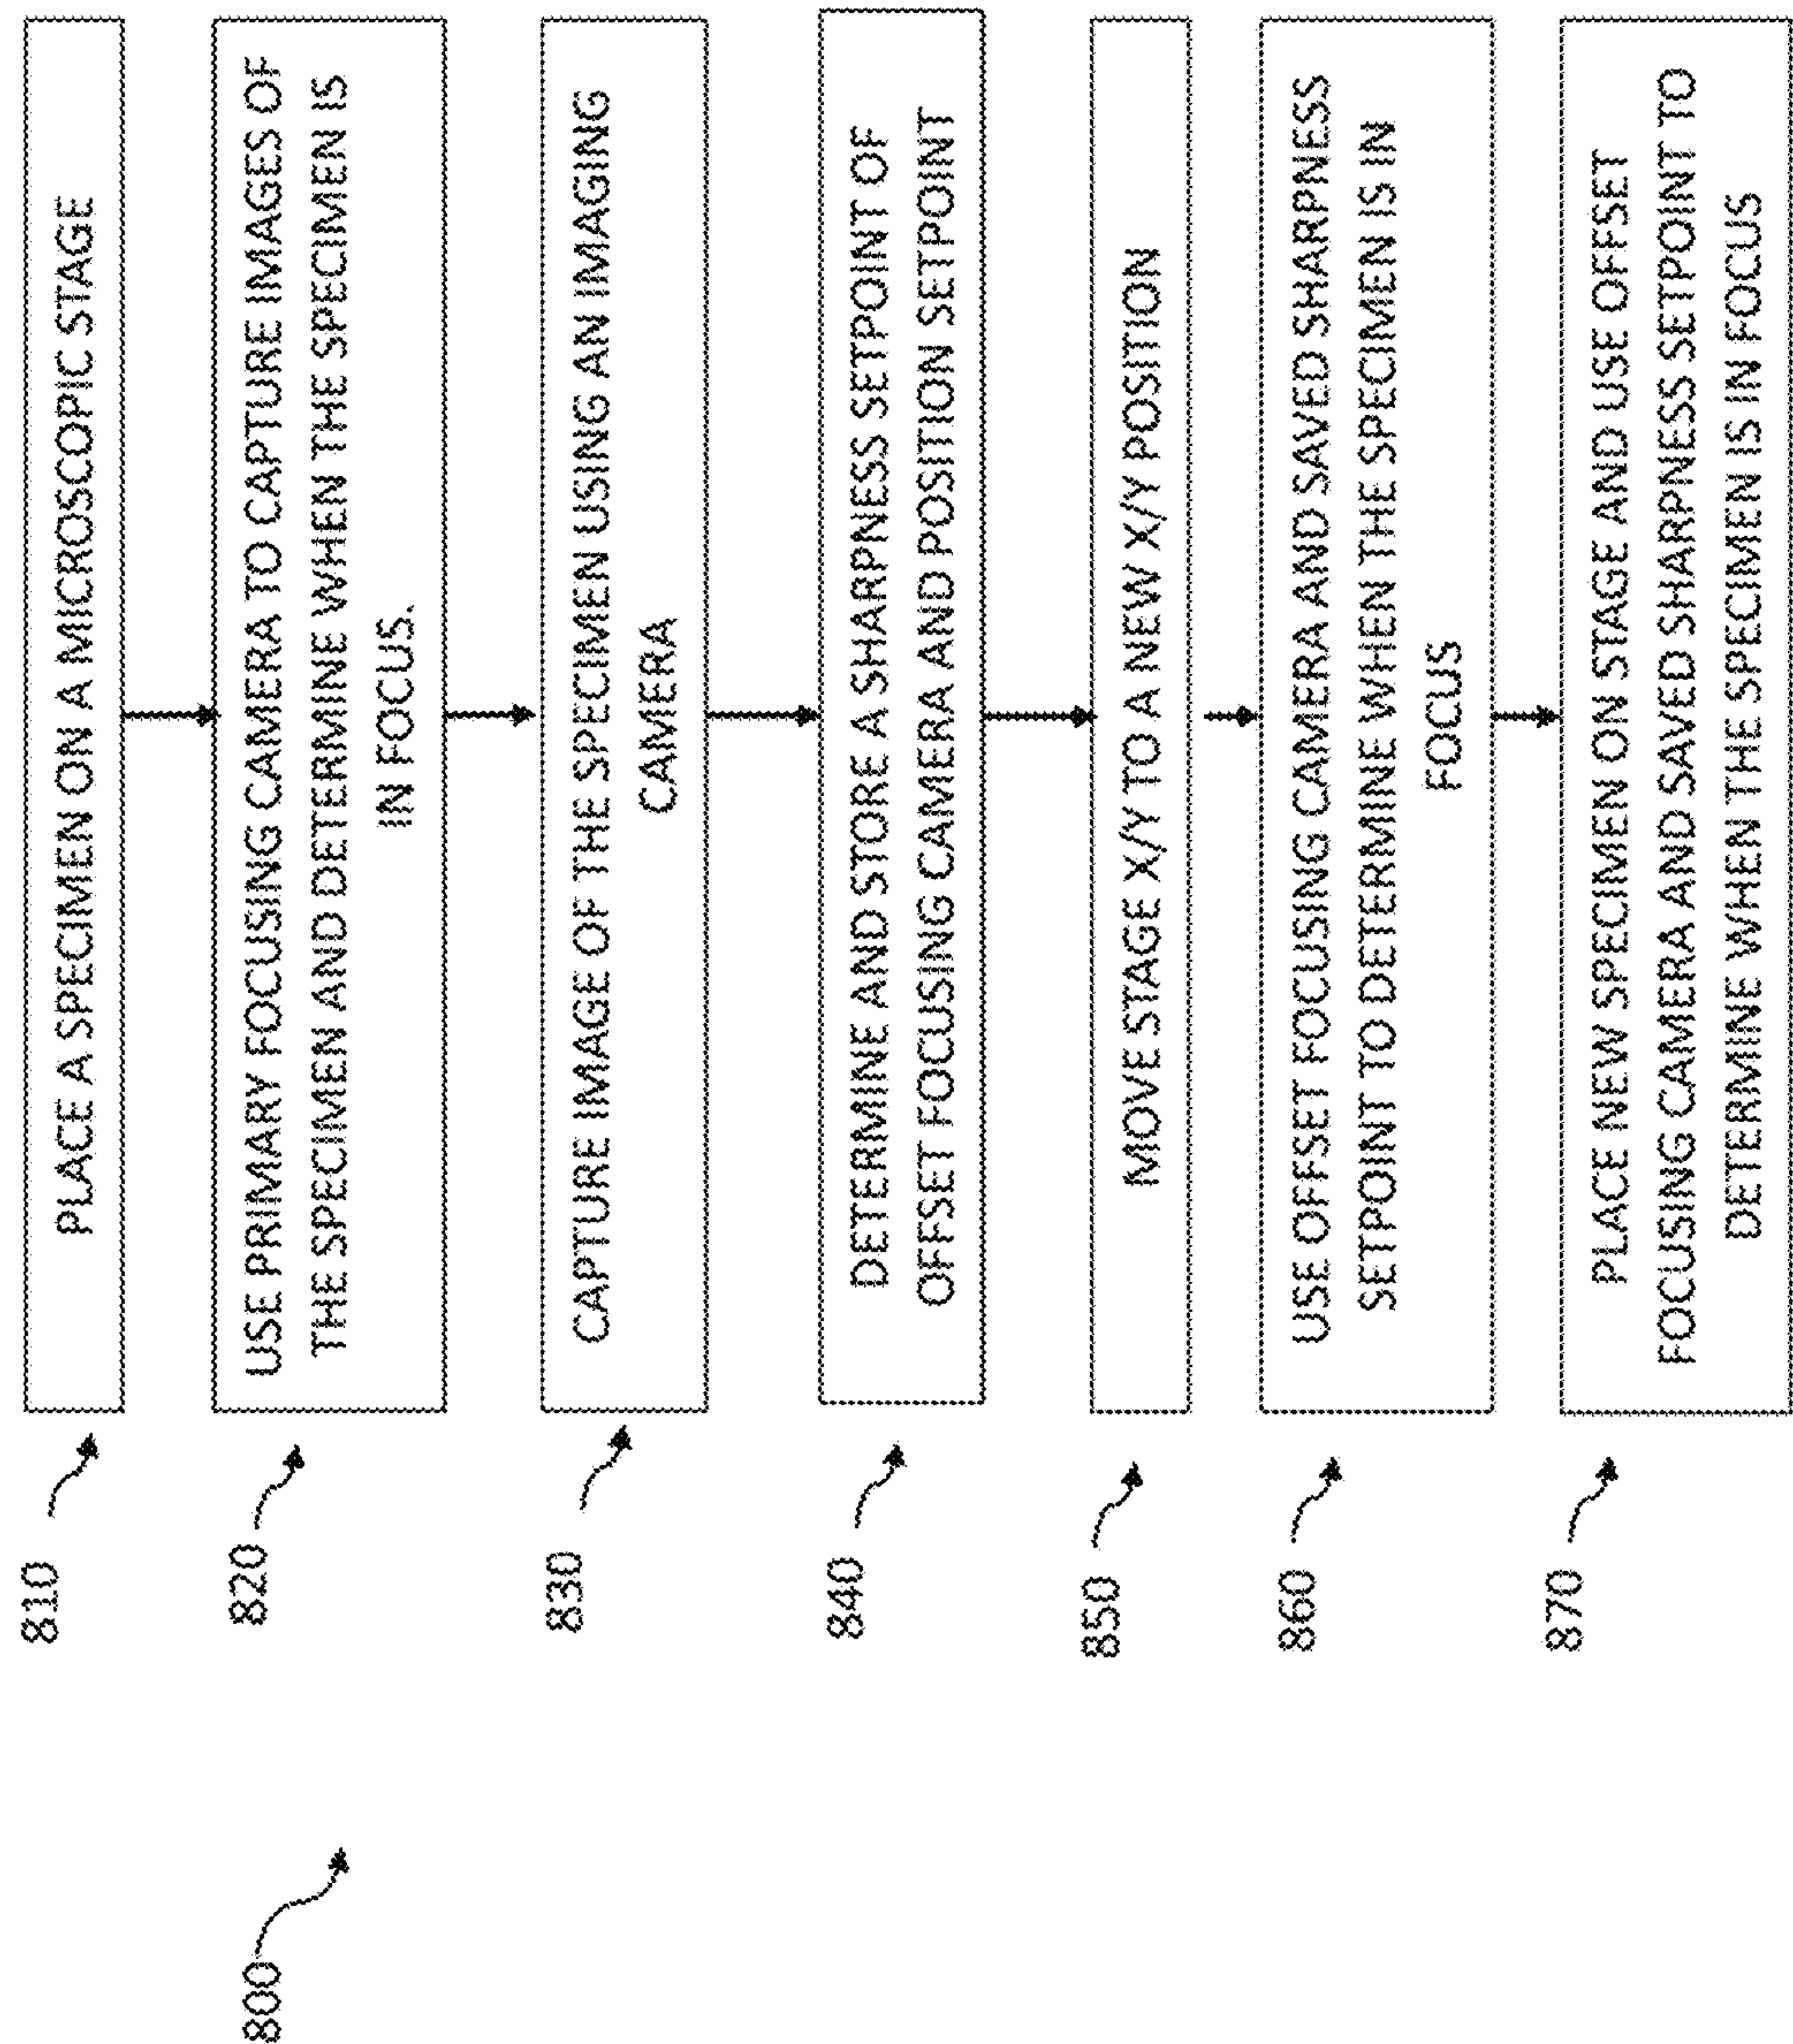 800
810
PLACE A SPECIMEN ON A MICROSCOPIC STAGE
820
USE PRIMARY FOCUSING CAMERA TO CAPTURE IMAGES OF
THE SPECIMEN AND DETERMINE WHEN THE SPECIMEN IS
IN FOCUS.
830
CAPTURE IMAGE OF THE SPECIMEN USING AN IMAGING
CAMERA
840
DETERMINE AND STORE A SHARPNESS SETPOINT OF
OFFSET FOCUSING CAMERA AND POSITION SETPOINT
850
MOVE STAGE X/Y TO A NEW X/Y POSITION
860
USE OFFSET FOCUSING CAMERA AND SAVED SHARPNESS
SETPOINT TO DETERMINE WHEN THE SPECIMEN IS IN
FOCUS
870
PLACE NEW SPECIMEN ON STAGE AND USE OFFSET
FOCUSING CAMERA AND SAVED SHARPNESS SETPOINT TO
DETERMINE WHEN THE SPECIMEN IS IN FOCUS